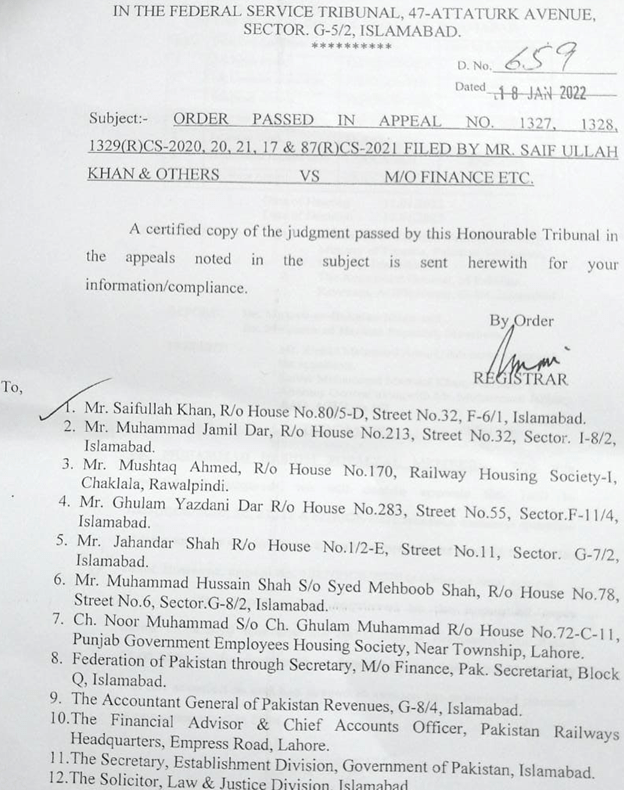 IN THE FEDERAL SERVICE TRIBUNAL, 47-ATTATURK AVENUE,
SECTOR. G-5/2, ISLAMABAD.
**********
D. No. 659
Dated 18 JAN 2022
Subject:- ORDER PASSED IN APPEAL NO. 1327, 1328,
1329(R)CS-2020, 20, 21, 17 & 87(R)CS-2021 FILED BY MR. SAIF ULLAH
KHAN & OTHERS VS M/O FINANCE ETC.
A certified copy of the judgment passed by this Honourable Tribunal in
the appeals noted in the subject is sent herewith for your
information/compliance.
By Order
REGISTRAR
To,
1. Mr. Saifullah Khan, R/o House No.80/5-D, Street No.32, F-6/1, Islamabad.
2. Mr. Muhammad Jamil Dar, R/o House No.213, Street No.32, Sector. I-8/2,
Islamabad.
3. Mr. Mushtaq Ahmed, R/o House No.170, Railway Housing Society-I,
Chaklala, Rawalpindi.
4. Mr. Ghulam Yazdani Dar R/o House No.283, Street No.55, Sector.F-11/4,
Islamabad.
5. Mr. Jahandar Shah R/o House No.1/2-E, Street No.11, Sector. G-7/2,
Islamabad.
6. Mr. Muhammad Hussain Shah S/o Syed Mehboob Shah, R/o House No.78,
Street No.6, Sector.G-8/2, Islamabad.
7. Ch. Noor Muhammad S/o Ch. Ghulam Muhammad R/o House No.72-C-11,
Punjab Government Employees Housing Society, Near Township, Lahore.
8. Federation of Pakistan through Secretary, M/o Finance, Pak. Secretariat, Block
Q, Islamabad.
9. The Accountant General of Pakistan Revenues, G-8/4, Islamabad.
10.The Financial Advisor & Chief Accounts Officer, Pakistan Railways
Headquarters, Empress Road, Lahore.
11.The Secretary, Establishment Division, Government of Pakistan, Islamabad.
12.The Solicitor, Law & Justice Division, Islamabad